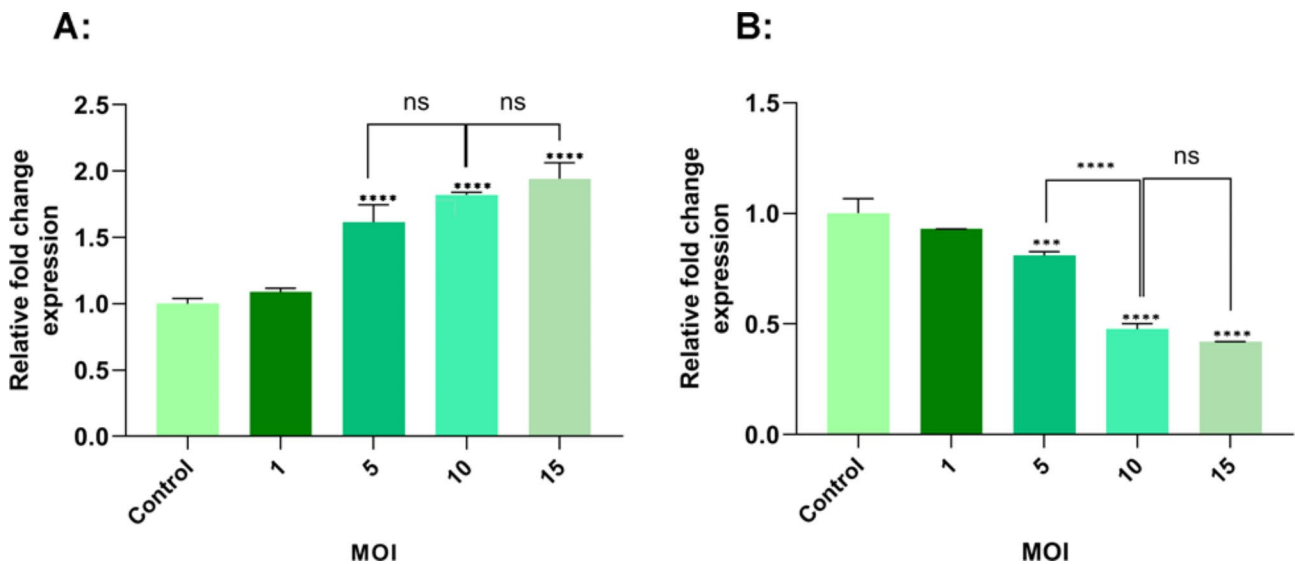 A:
Relative fold change
expression
2.5
2.0
1.5
1.0
0.5
0.0
ns
ns
****
****
****
Control
1
5
10
15
MOI
B:
Relative fold change
expression
1.5
1.0
0.5
0.0
****
ns
***
****
****
Control
1
5
10
15
MOI